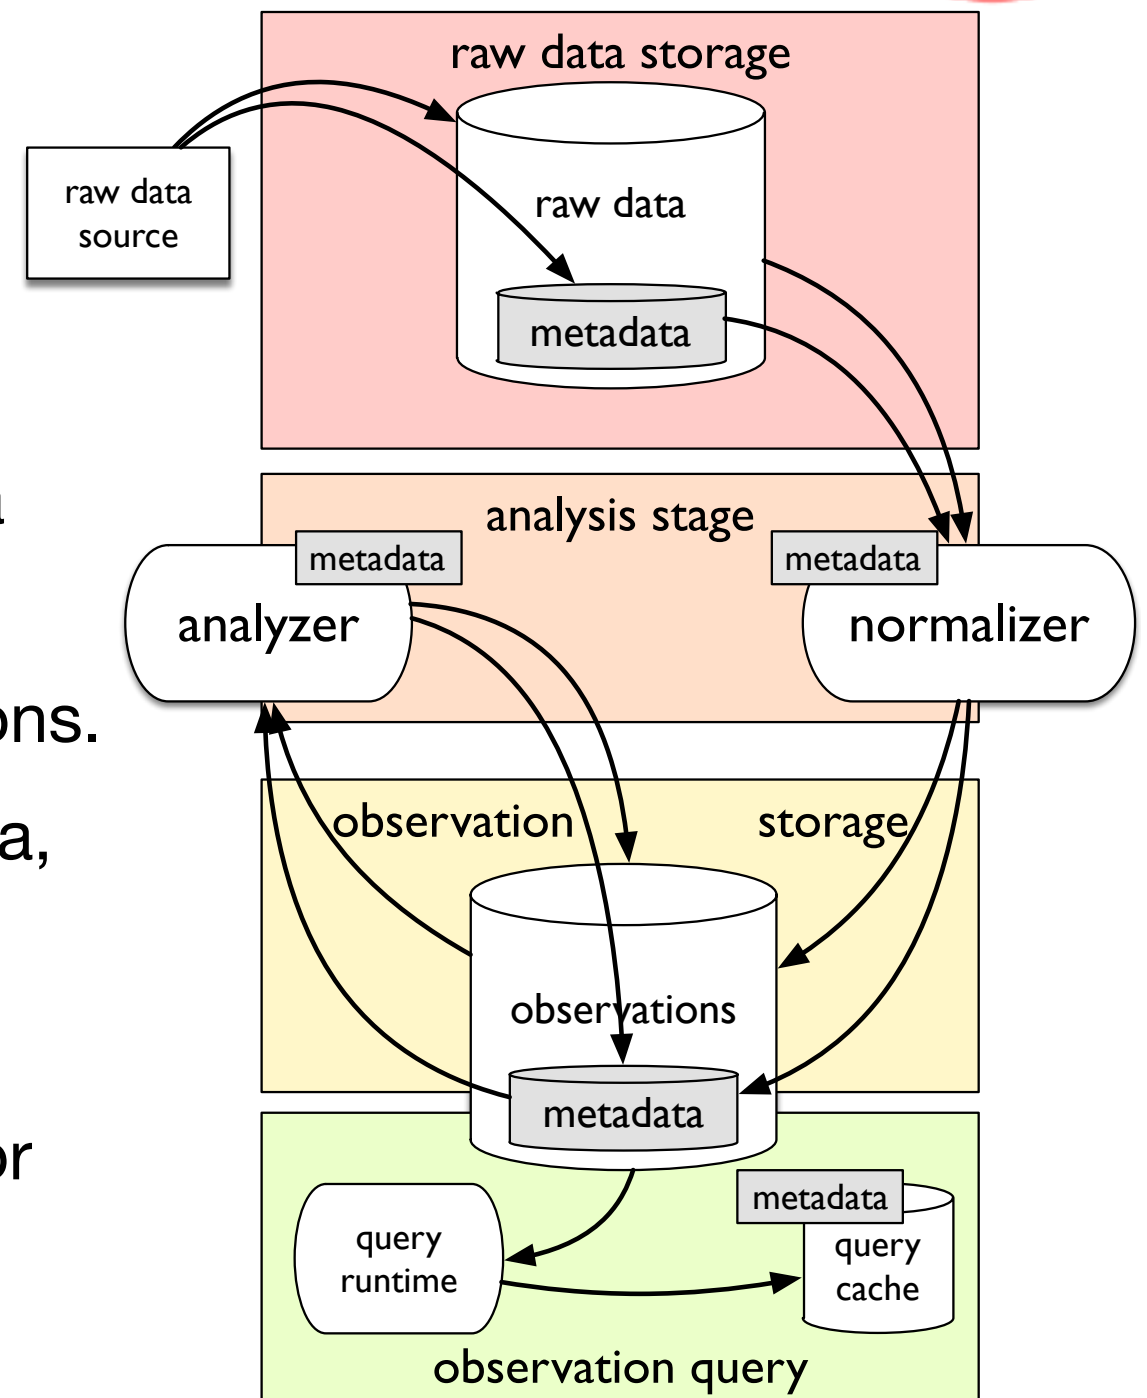 raw data storage
raw data
source
raw data
metadata
analysis stage
metadata
metadata
analyzer
normalizer
ons.
a,
observation storage
observations
metadata
or
metadata
query
runtime
query
cache
observation query